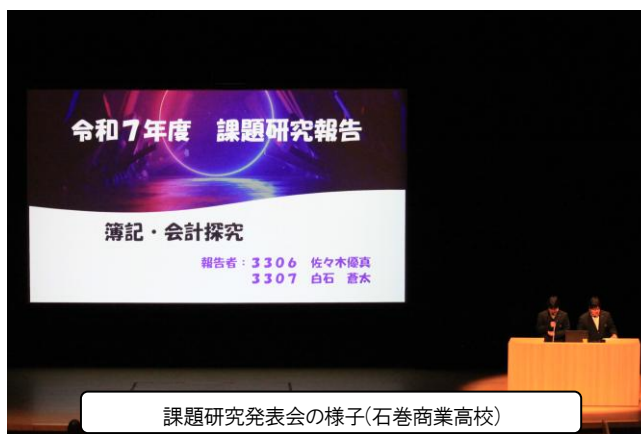 令和7年度　課題研究報告
簿記・会計探究
報告者：3306　佐々木優真
3307　白石　蒼太
課題研究発表会の様子(石巻商業高校)